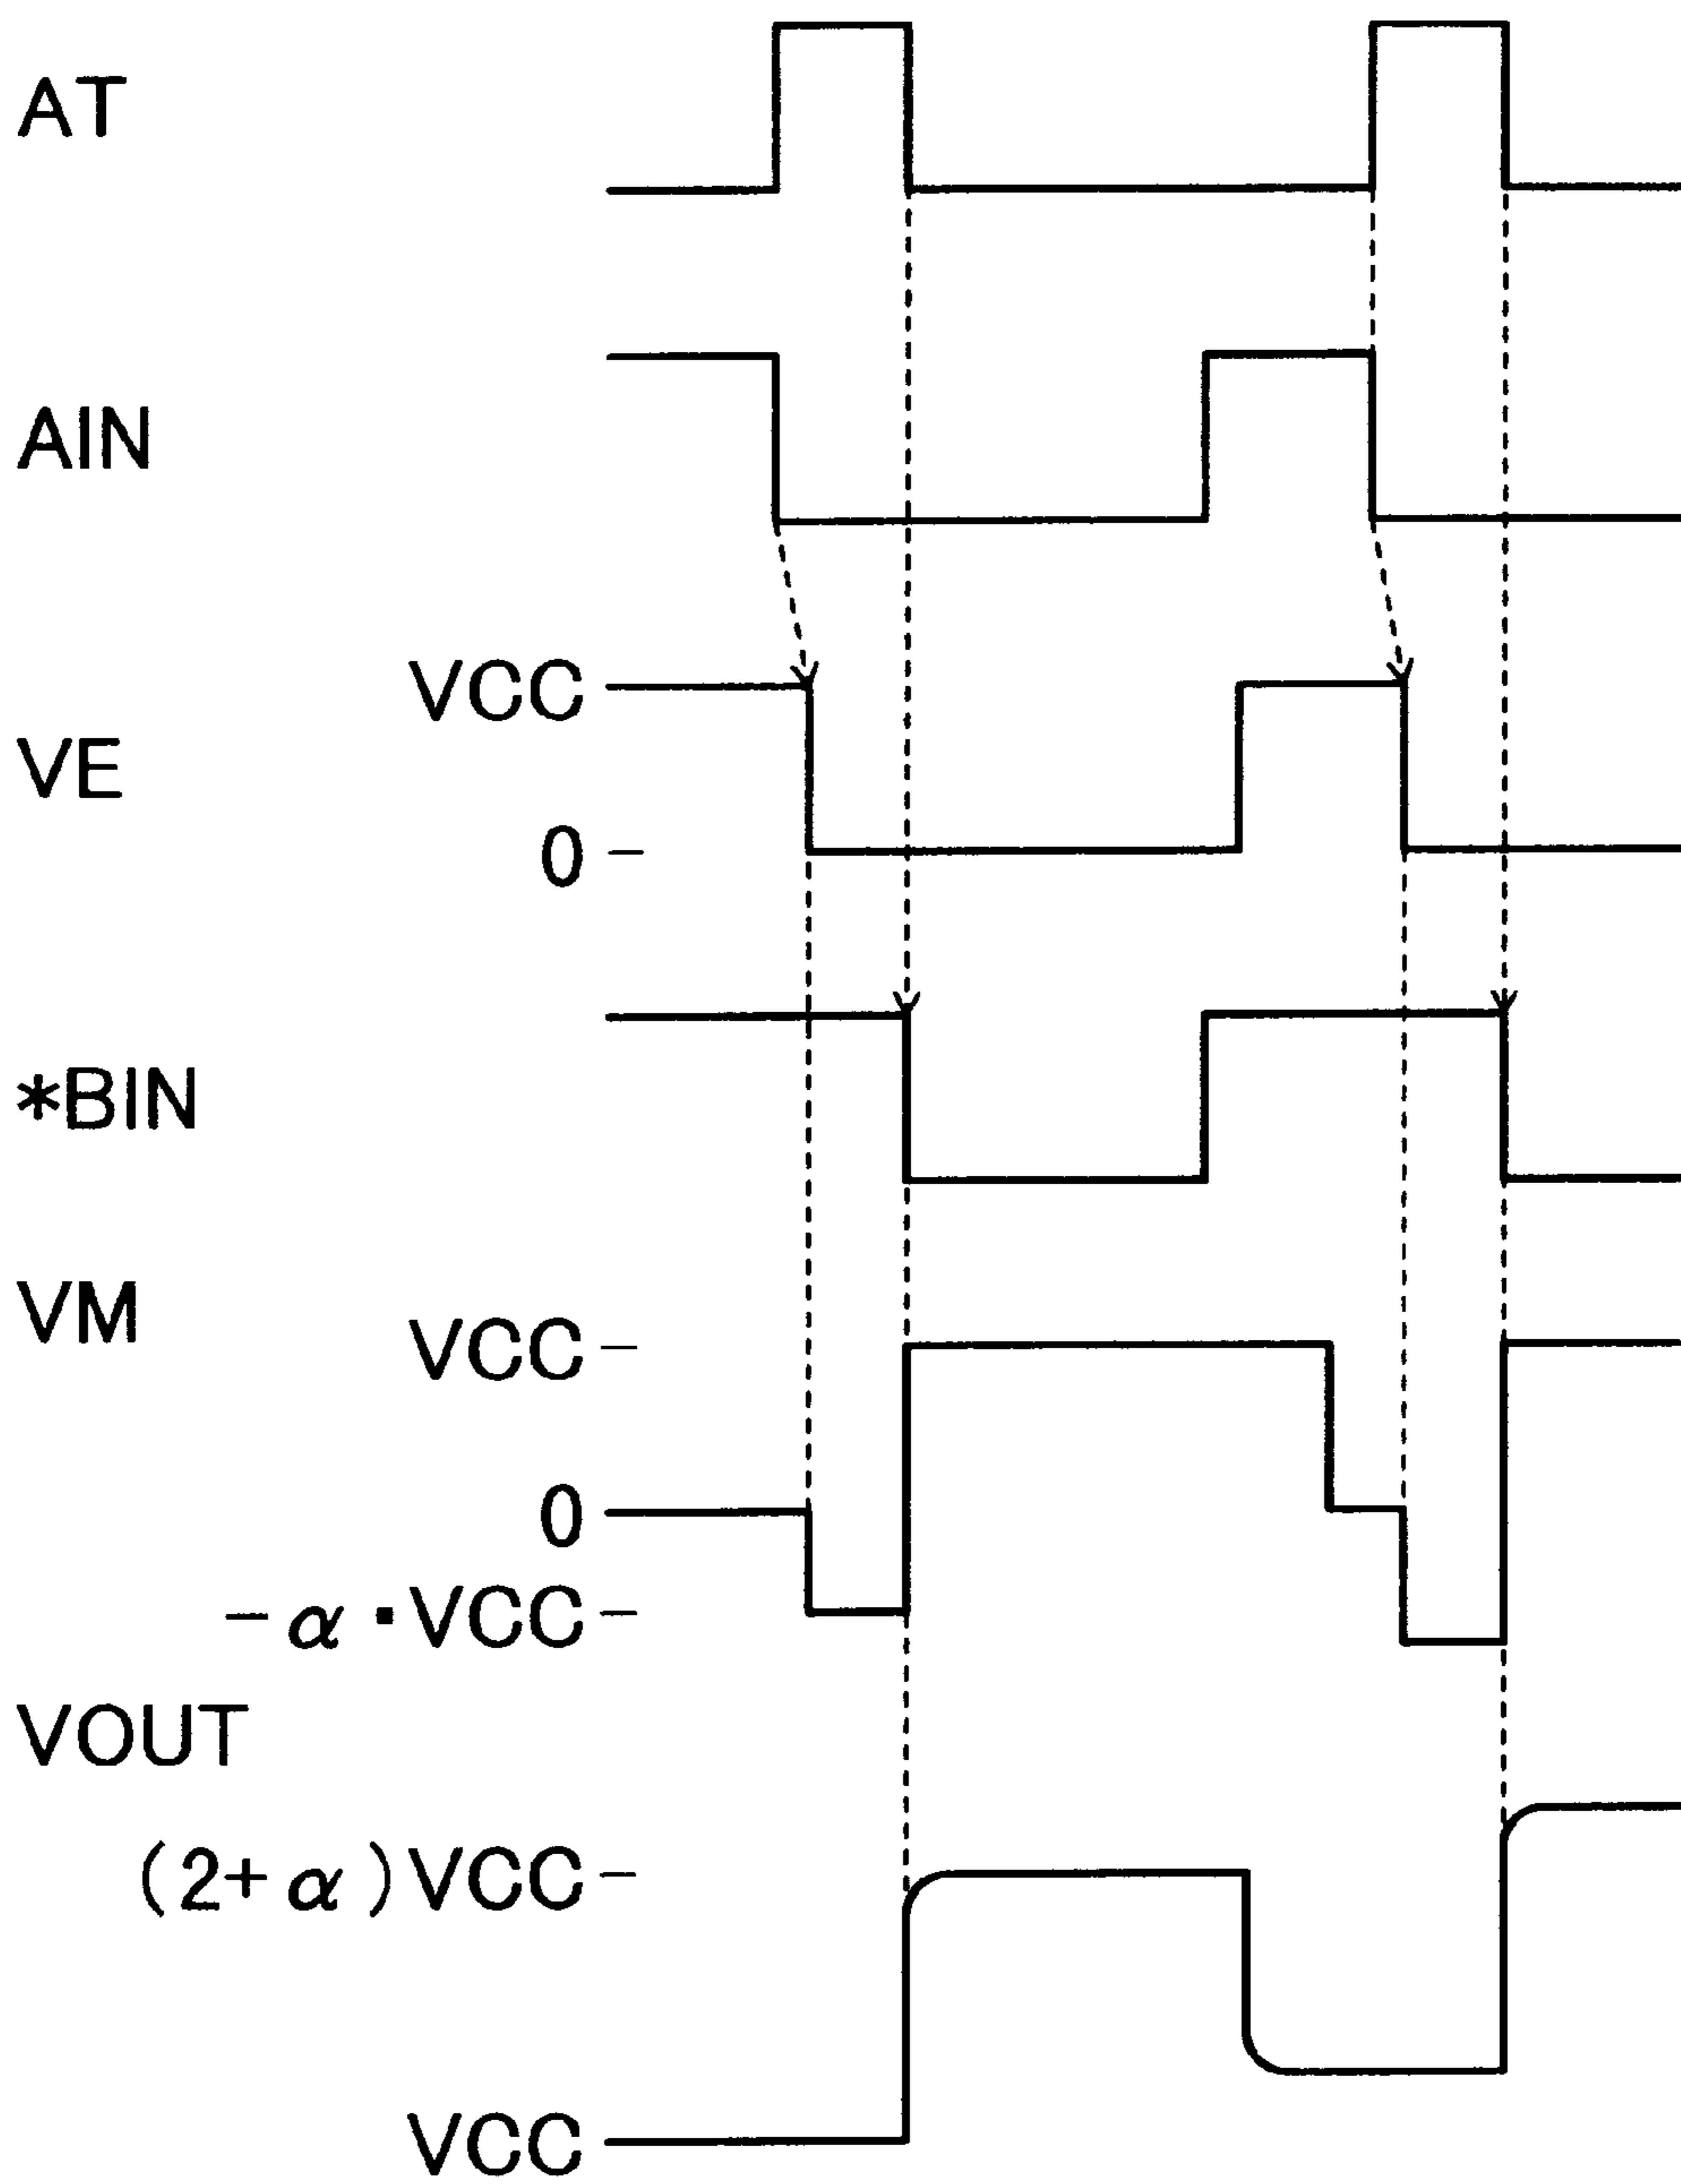 AT
AIN
VCC
VE
0
*BIN
VM
VCC
0
-α・VCC
VOUT
(2+α)VCC
VCC